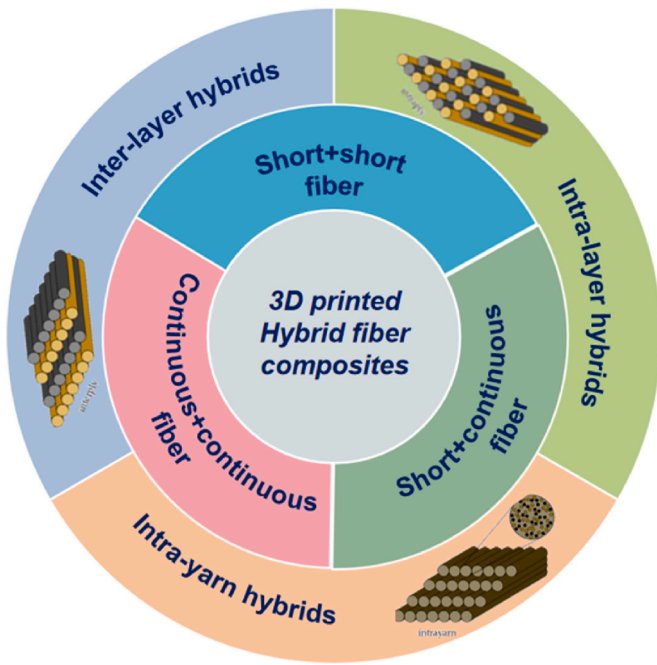 Inter-layer hybrids
Intra-layer hybrids
Short+short
fiber
3D printed
Hybrid fiber
composites
Continuous+continuous
fiber
Short+continuous
fiber
Intra-yarn hybrids
intrayarn